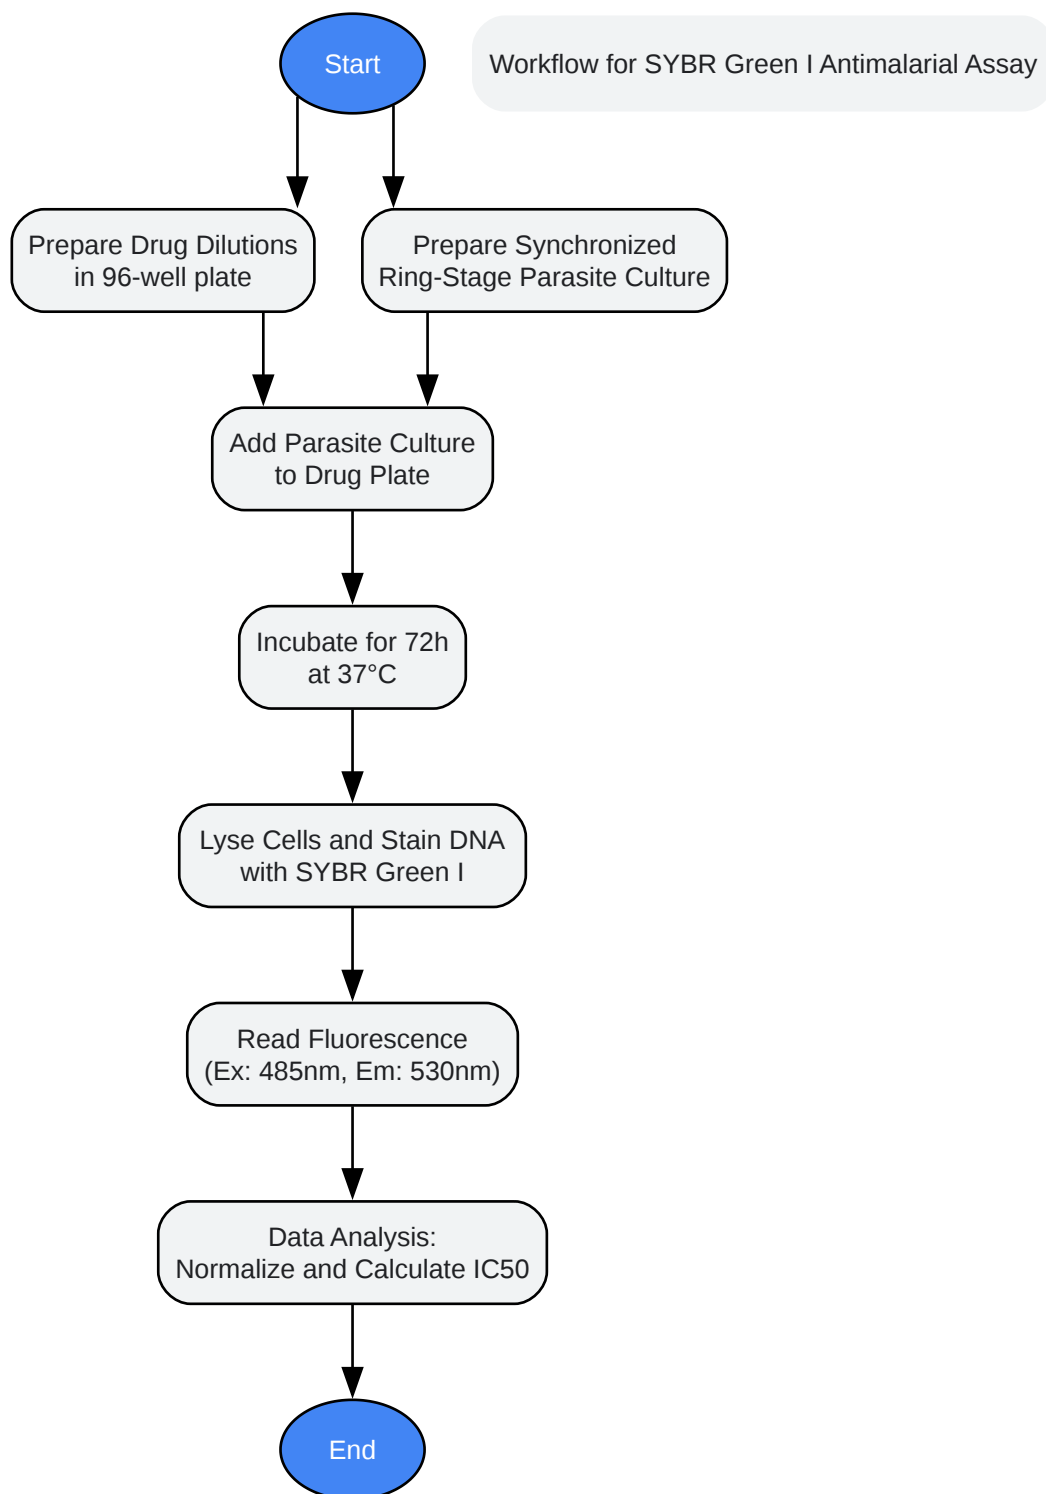 Start
Workflow for SYBR Green I Antimalarial Assay
Prepare Drug Dilutions
in 96-well plate
Prepare Synchronized
Ring-Stage Parasite Culture
Add Parasite Culture
to Drug Plate
Incubate for 72h
at 37°C
Lyse Cells and Stain DNA
with SYBR Green I
Read Fluorescence
(Ex: 485nm, Em: 530nm)
Data Analysis:
Normalize and Calculate IC50
End